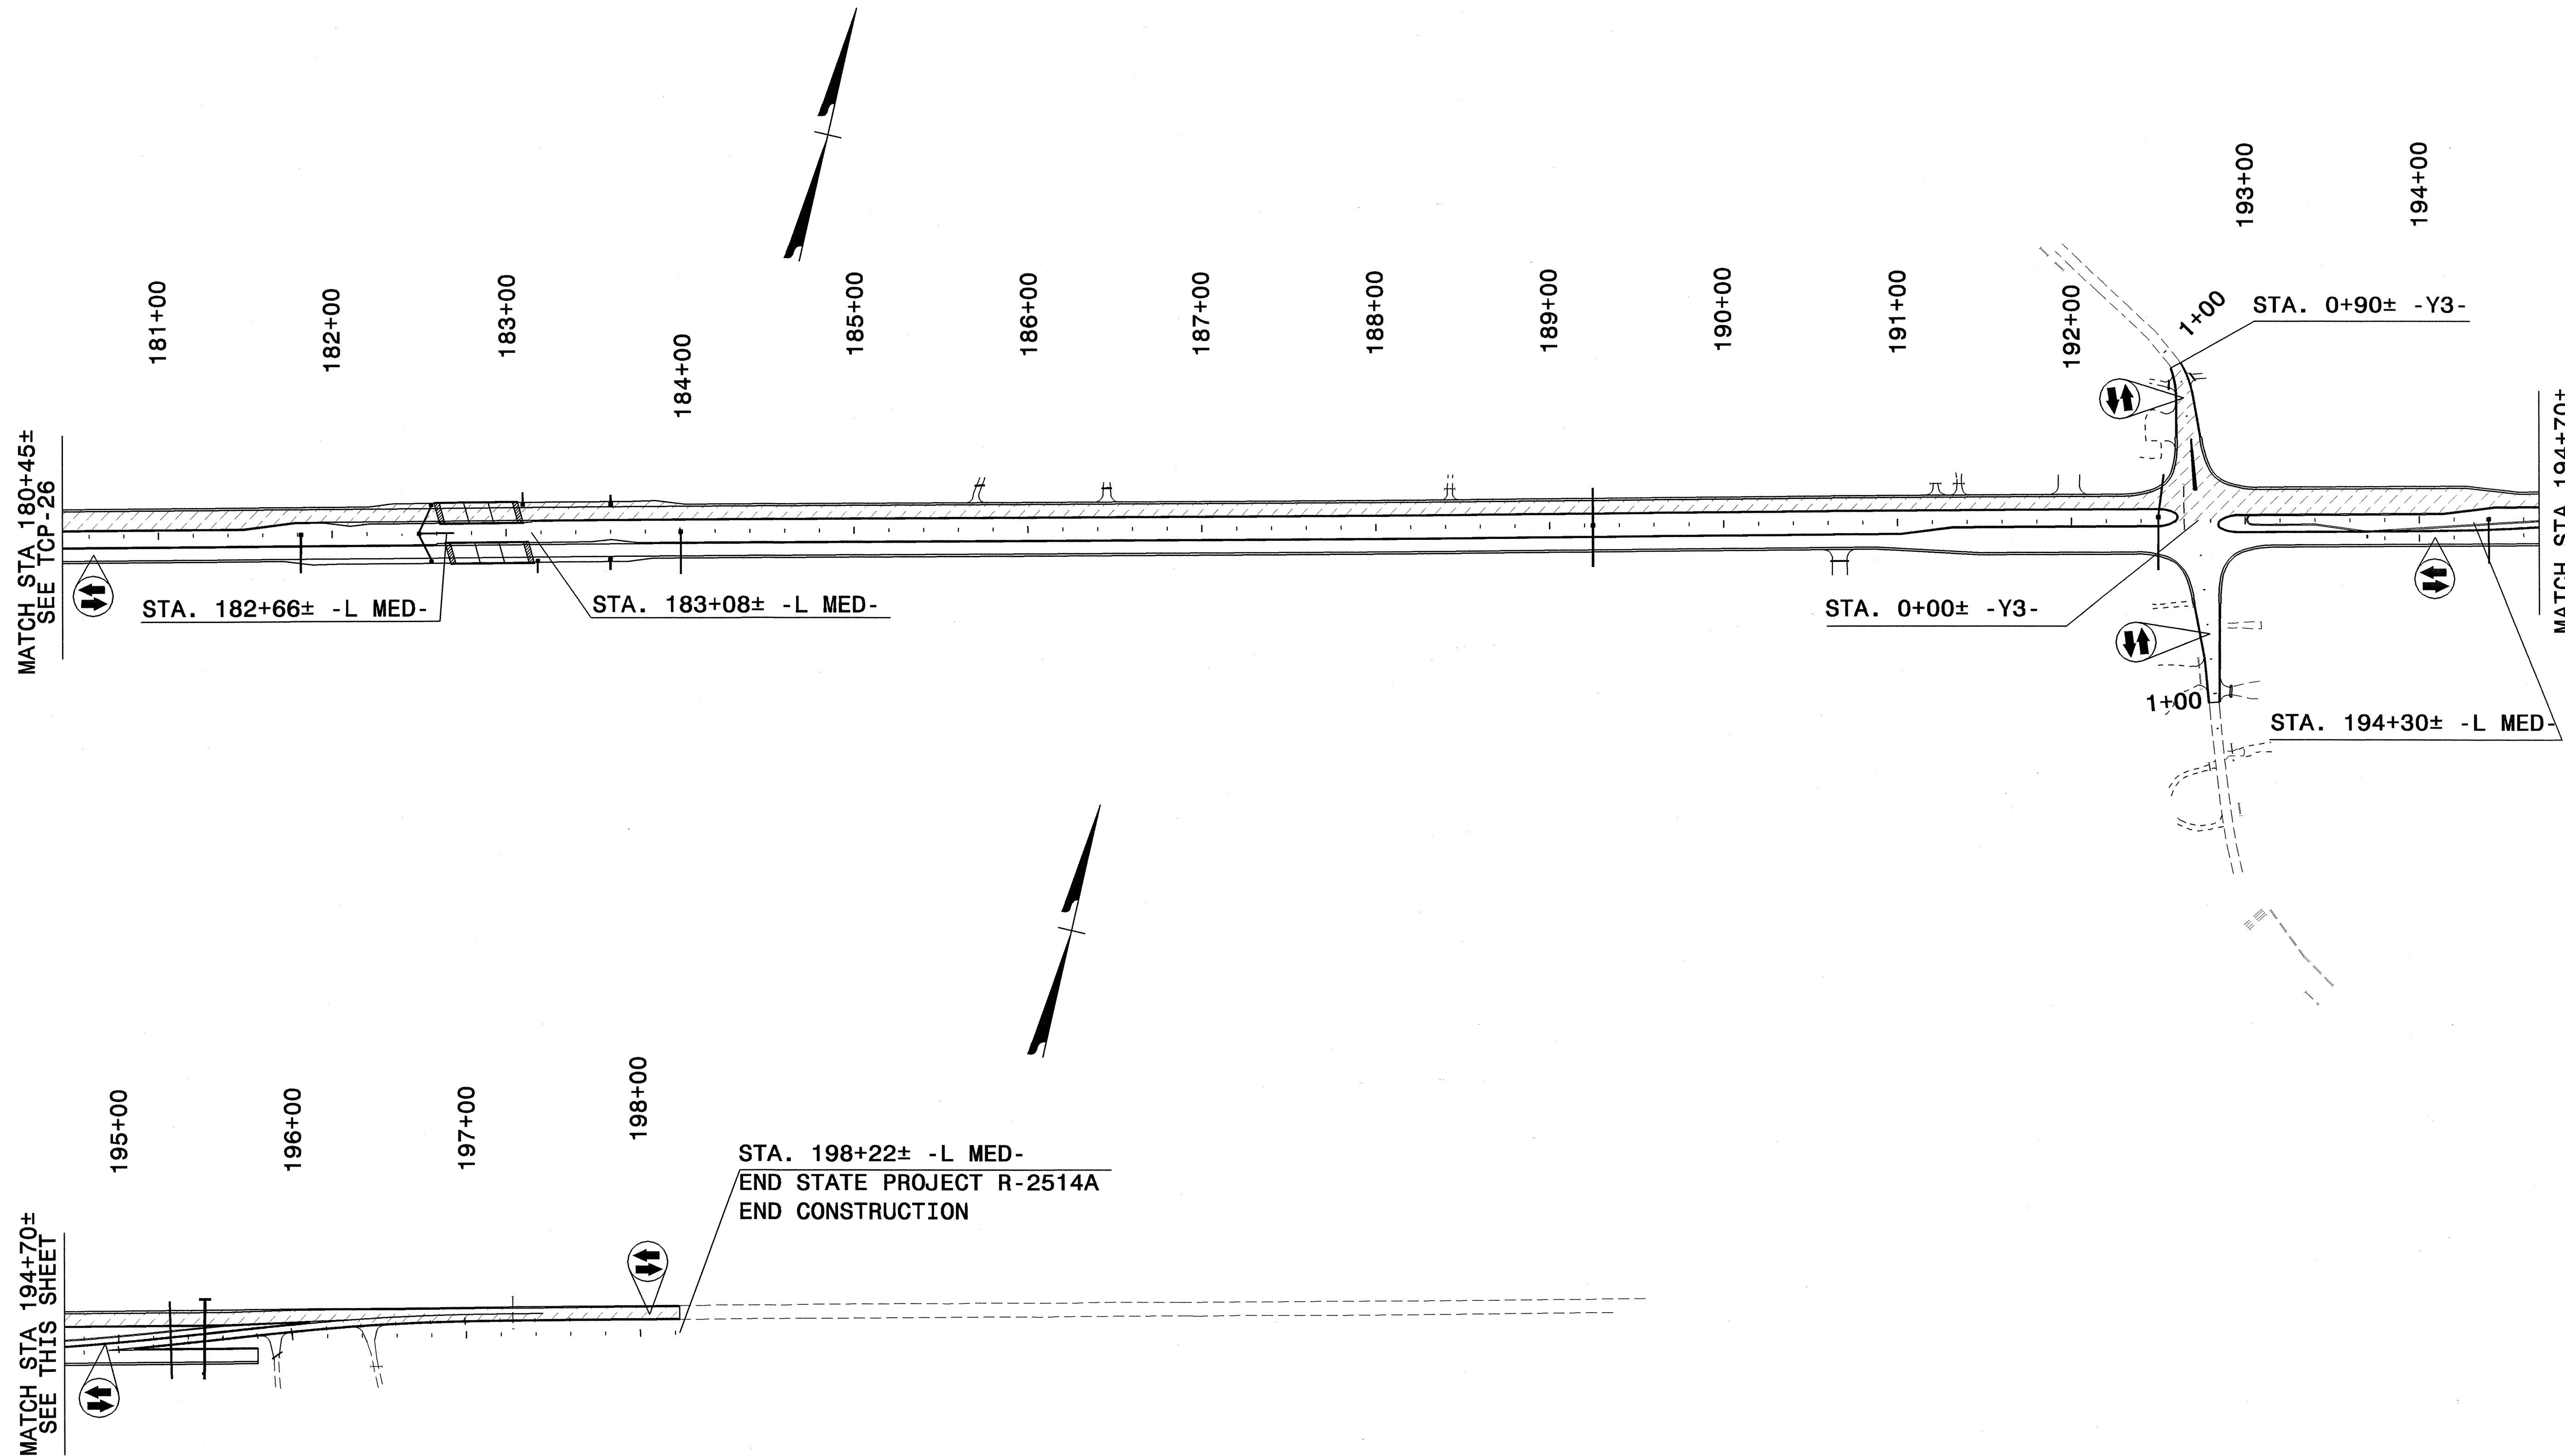 193+00
194+00
181+00
182+00
183+00
184+00
185+00
186+00
187+00
188+00
189+00
190+00
191+00
192+00
1+00
STA. 0+90± -Y3-
MATCH STA 180+45±
SEE TCP-26
STA. 182+66± -L MED-
STA. 183+08± -L MED-
STA. 0+00± -Y3-
1+00
STA. 194+30± -L MED-
MATCH STA 194+70±
195+00
196+00
197+00
198+00
STA. 198+22± -L MED-
END STATE PROJECT R-2514A
END CONSTRUCTION
MATCH STA 194+70±
SEE THIS SHEET